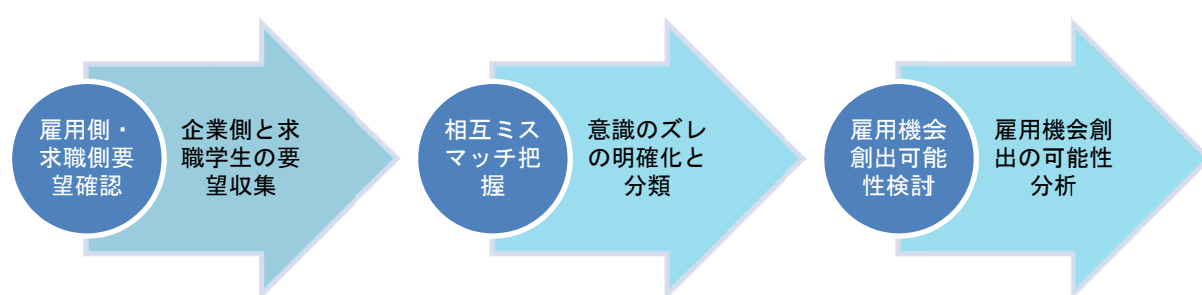 雇用側・
求職側要
望確認
企業側と求
職学生の要
望収集
相互ミス
マッチ把
握
意識のズレ
の明確化と
分類
雇用機会
創出可能
性検討
雇用機会創
出の可能性
分析